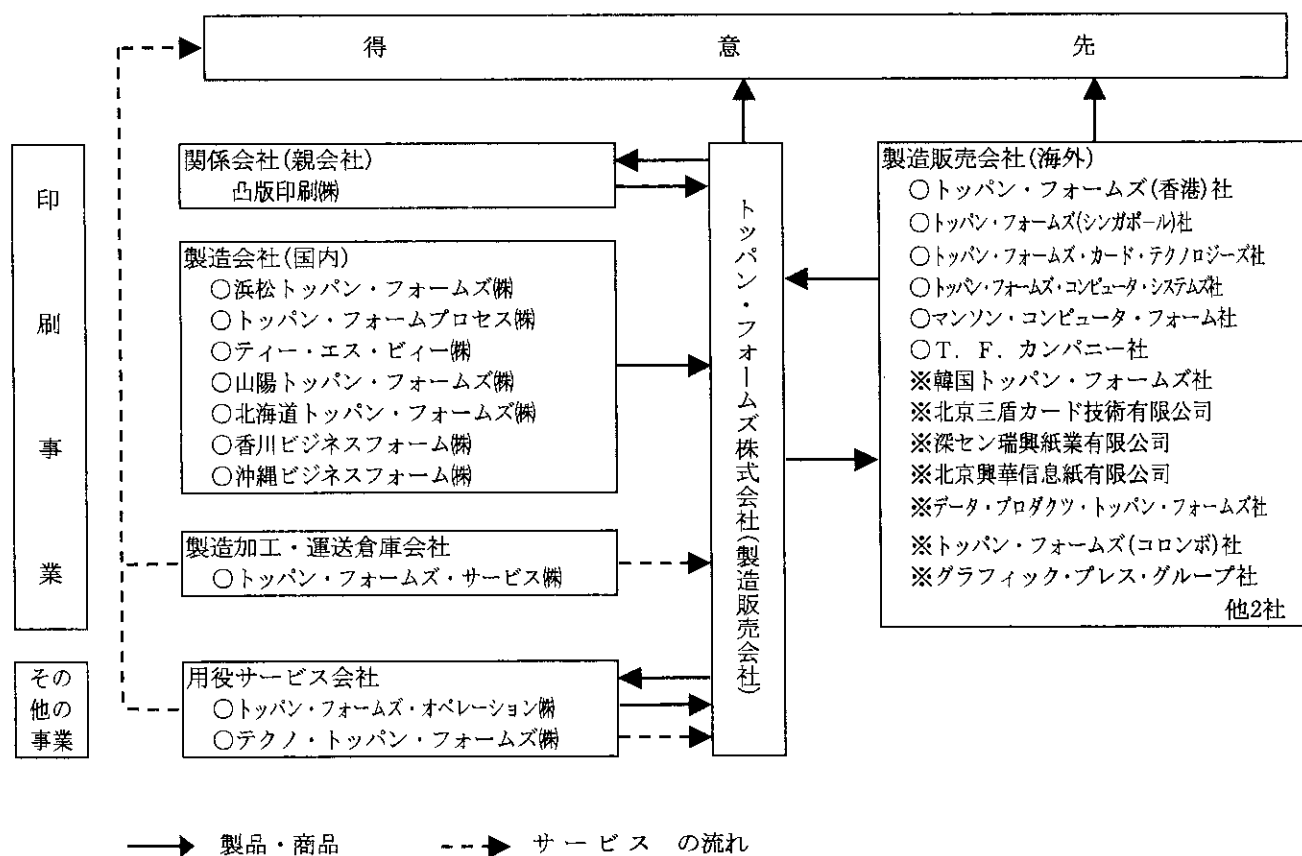 得意先
印刷事業
関係会社(親会社)
凸版印刷㈱
製造会社(国内)
○浜松トッパン・フォームズ㈱
○トッパン・フォームプロセス㈱
○ティー・エス・ビィー㈱
○山陽トッパン・フォームズ㈱
○北海道トッパン・フォームズ㈱
○香川ビジネスフォーム㈱
○沖縄ビジネスフォーム㈱
製造加工・運送倉庫会社
○トッパン・フォームズ・サービス㈱
その
他の
事業
用役サービス会社
○トッパン・フォームズ・オペレーション㈱
○テクノ・トッパン・フォームズ㈱
トッパン・フォームズ株式会社(製造販売会社)
製造販売会社(海外)
○トッパン・フォームズ(香港)社
○トッパン・フォームズ(シンガポール)社
○トッパン・フォームズ・カード・テクノロジーズ社
○トッパン・フォームズ・コンピュータ・システムズ社
○マンソン・コンピュータ・フォーム社
○T. F. カンパニー社
※韓国トッパン・フォームズ社
※北京三盾カード技術有限公司
※深セン瑞興紙業有限公司
※北京興華信息紙有限公司
※データ・プロダクツ・トッパン・フォームズ社
※トッパン・フォームズ(コロンボ)社
※グラフィック・プレス・グループ社
他2社
製品・商品 サービス の流れ